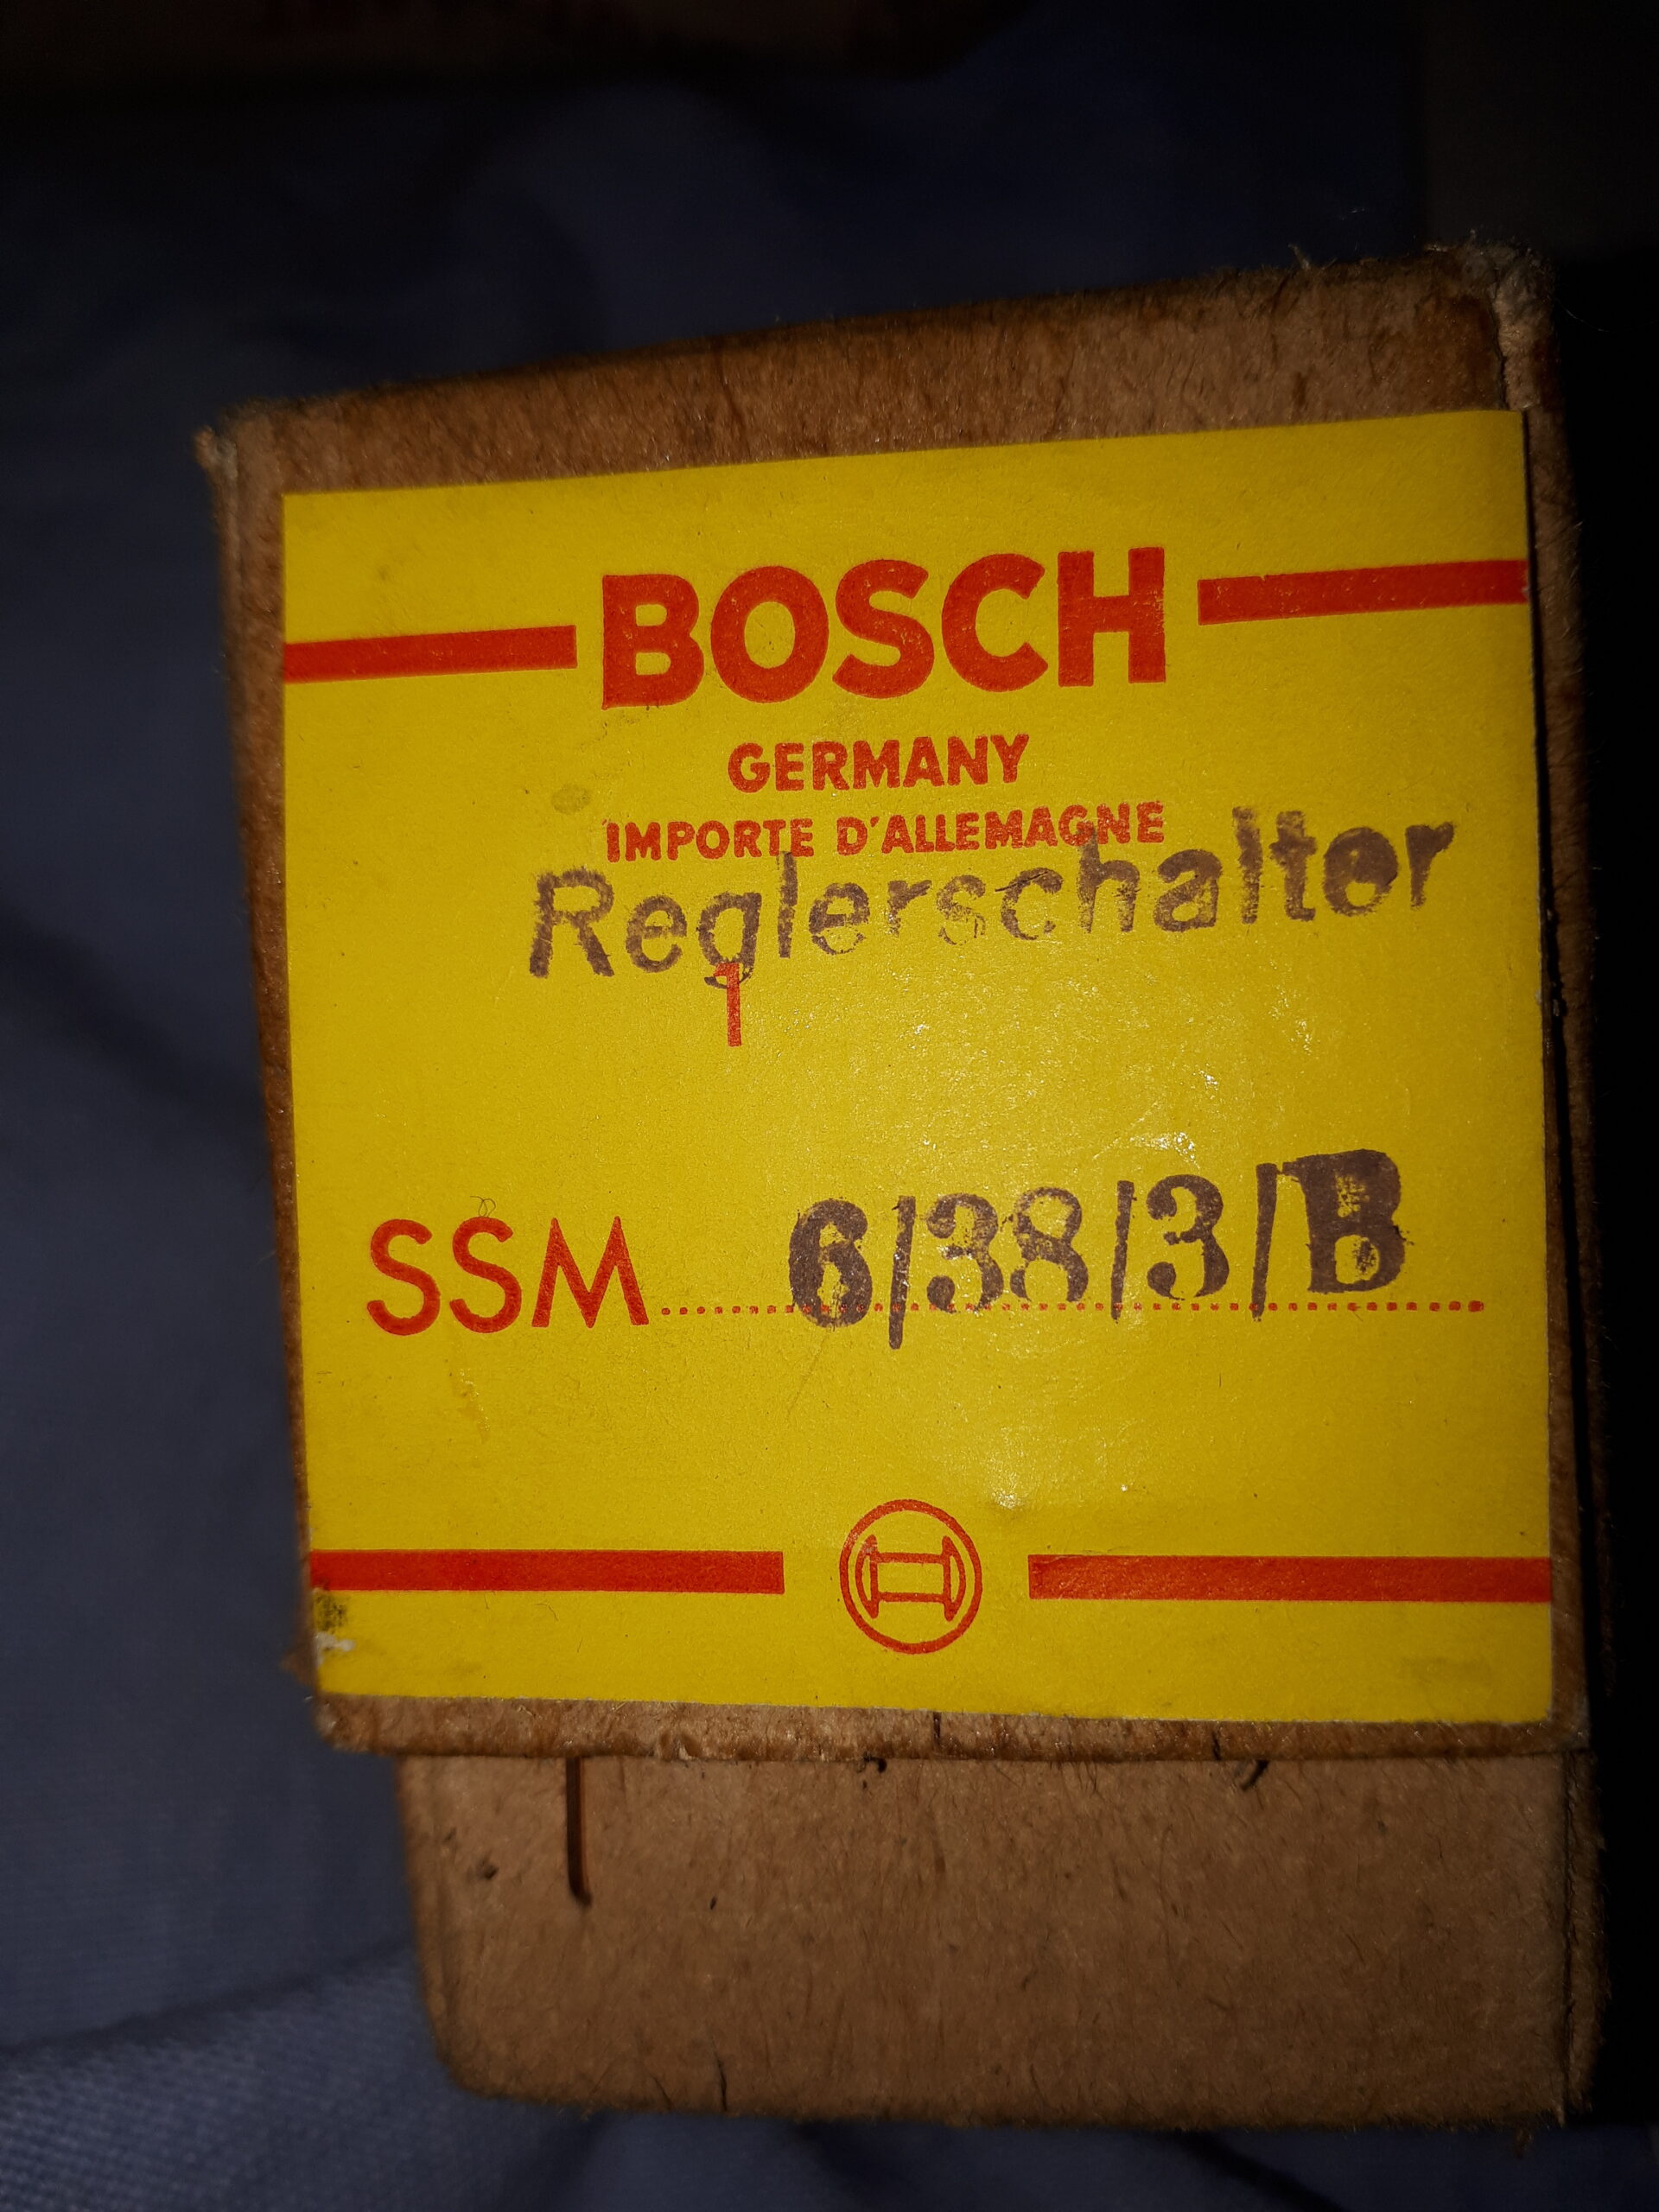 BOSCH
GERMANY
IMPORTE D'ALLEMAGNE
Reglerschalter
1
SSM 6/38/3/B